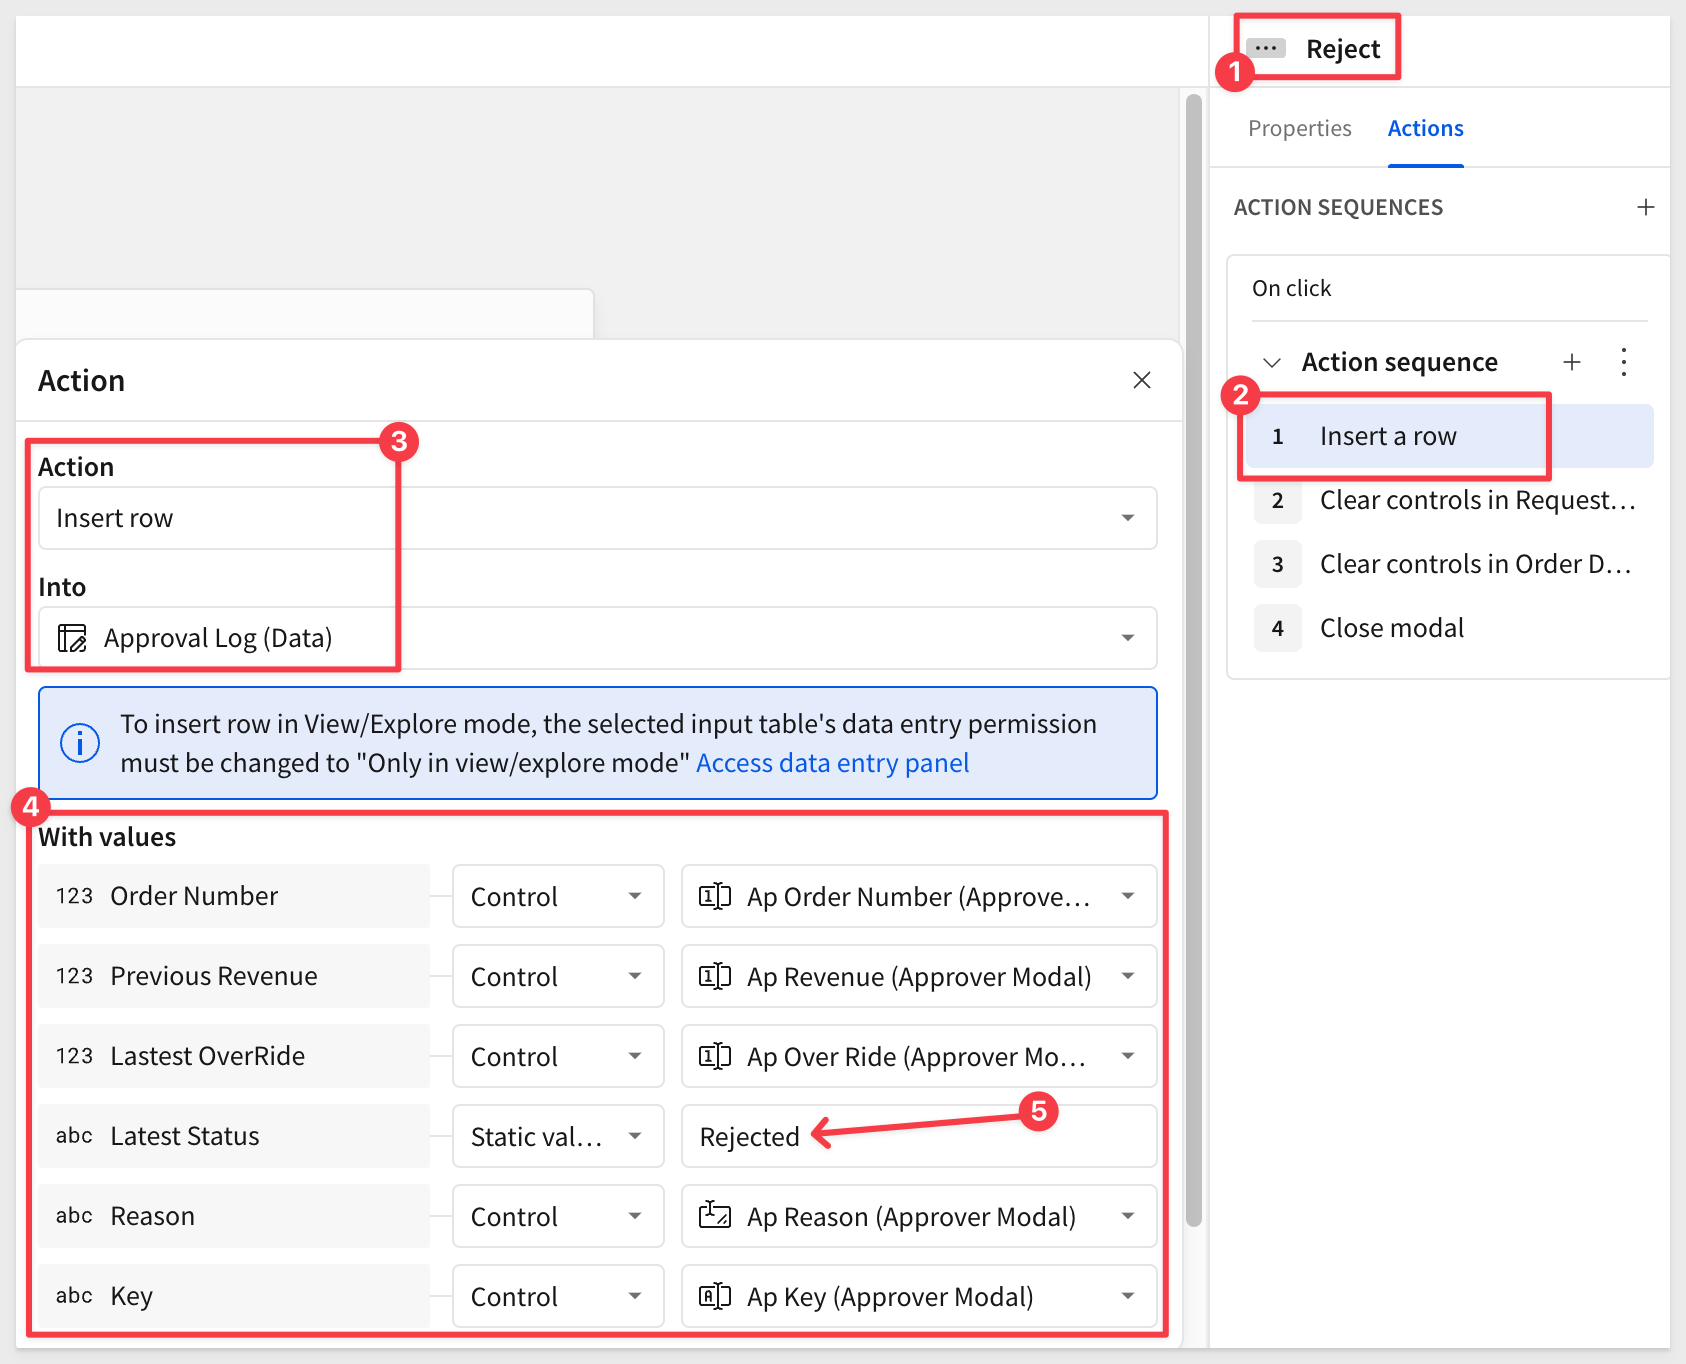 Reject
1
Properties
Actions
ACTION SEQUENCES
On click
Action sequence
2
1 Insert a row
2 Clear controls in Request...
3 Clear controls in Order D...
4 Close modal
Action
3
Action
Insert row
Into
Approval Log (Data)
To insert row in View/Explore mode, the selected input table's data entry permission
must be changed to "Only in view/explore mode" Access data entry panel
4
With values
123 Order Number Control Ap Order Number (Approve...
123 Previous Revenue Control Ap Revenue (Approver Modal)
123 Lastest OverRide Control Ap Over Ride (Approver Mo...
abc Latest Status Static val... Rejected
5
abc Reason Control Ap Reason (Approver Modal)
abc Key Control Ap Key (Approver Modal)